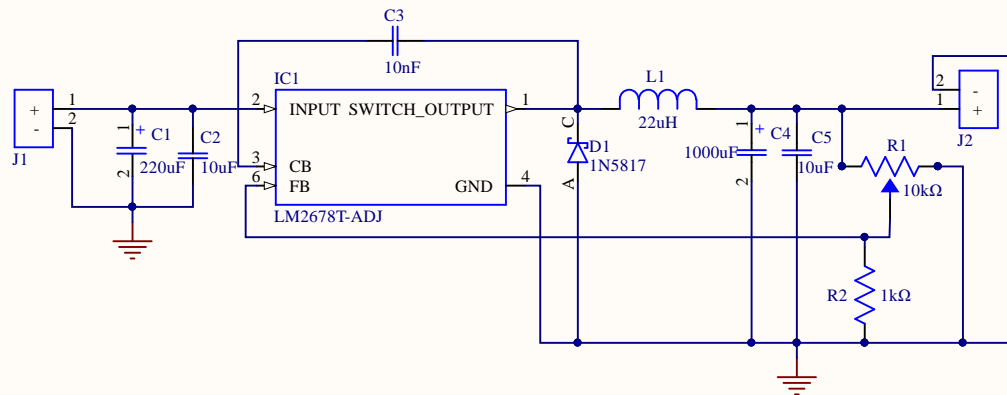 C3
10nF
IC1
L1
22uH
1
2
+
-
J1
1
+
C1
220uF
2
C2
10uF
2
INPUT
SWITCH_OUTPUT
1
3
CB
6
FB
GND
4
LM2678T-ADJ
C
D1
1N5817
A
1
+
C4
1000uF
2
C5
10uF
R1
10kΩ
2
-
1
+
J2
R2
1kΩ